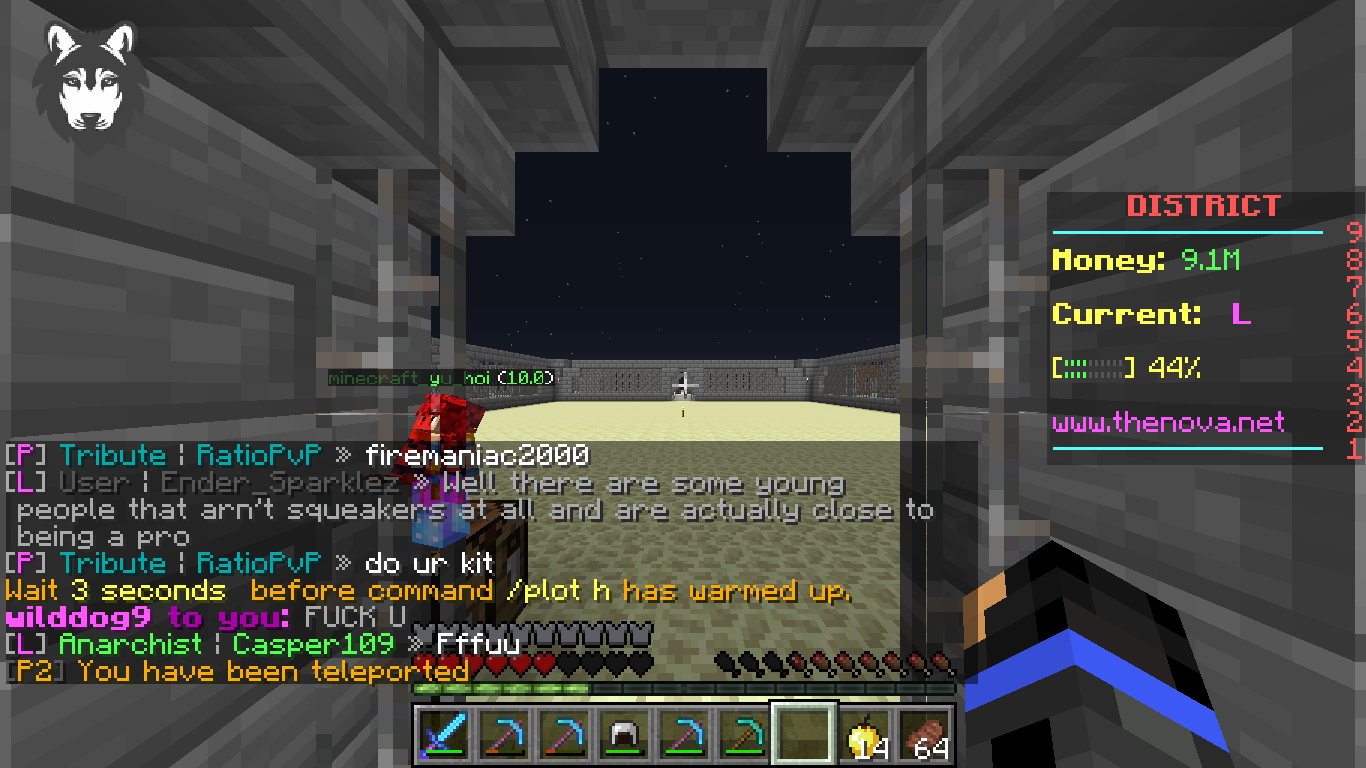 DISTRICT
9
Money: 9.1M
8
7
Current: L
6
5
[::::::::::] 44%
4
3
www.thenova.net
2
1
minecraft_yu_hoi (10.0)
[P] Tribute ¦ RatioPvP » firemaniac2000
[L] User ¦ Ender_Sparklez » Well there are some young
people that arn't squeakers at all and are actually close to
being a pro
[P] Tribute ¦ RatioPvP » do ur kit
Wait 3 seconds before command /plot h has warmed up.
wilddog9 to you: FUCK U
[L] Anarchist ¦ Casper109 » Fffuu
[P2] You have been teleported
14
64